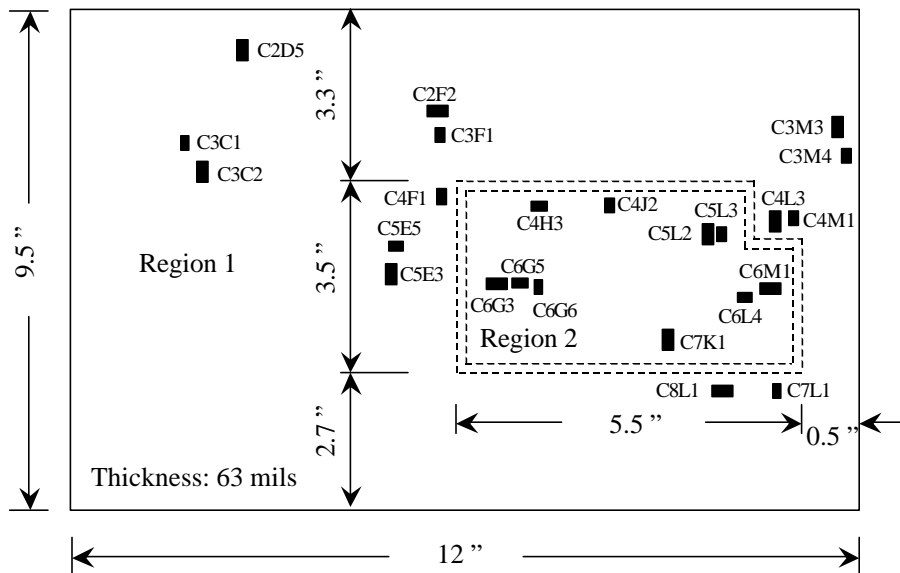 C2D5
3.3 ”
C2F2
C3F1
C3M3
C3C1
C3M4
C3C2
C4F1
C4H3
C4J2
C5L3
C4L3
C4M1
C5E5
C5L2
9.5 ”
Region 1
3.5 ”
C5E3
C6G5
C6M1
C6G3
C6G6
C6L4
Region 2
C7K1
C8L1
C7L1
2.7 ”
5.5 ”
0.5 ”
Thickness: 63 mils
12 ”